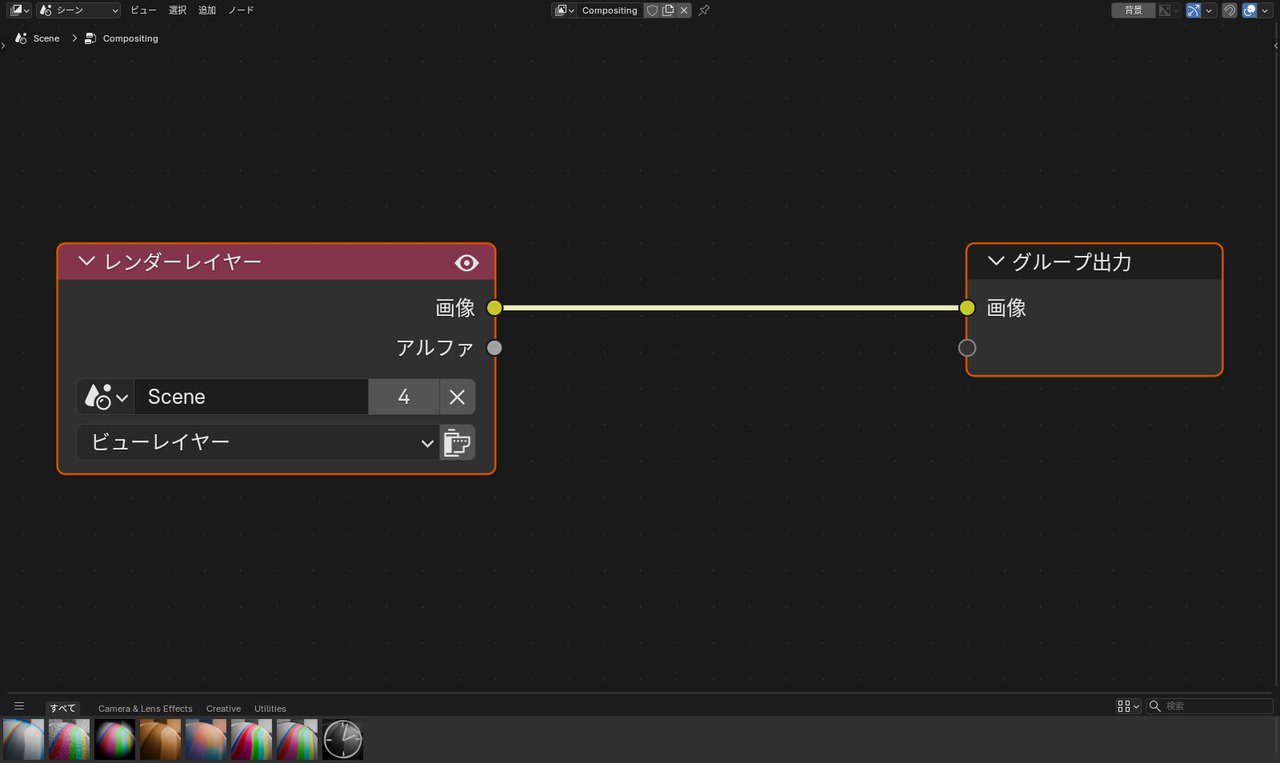 シーン ビュー 選択 追加 ノード Compositing 背景
Scene Compositing
レンダーレイヤー
グループ出力
画像
画像
アルファ
Scene 4
ビューレイヤー
すべて Camera & Lens Effects Creative Utilities 検索